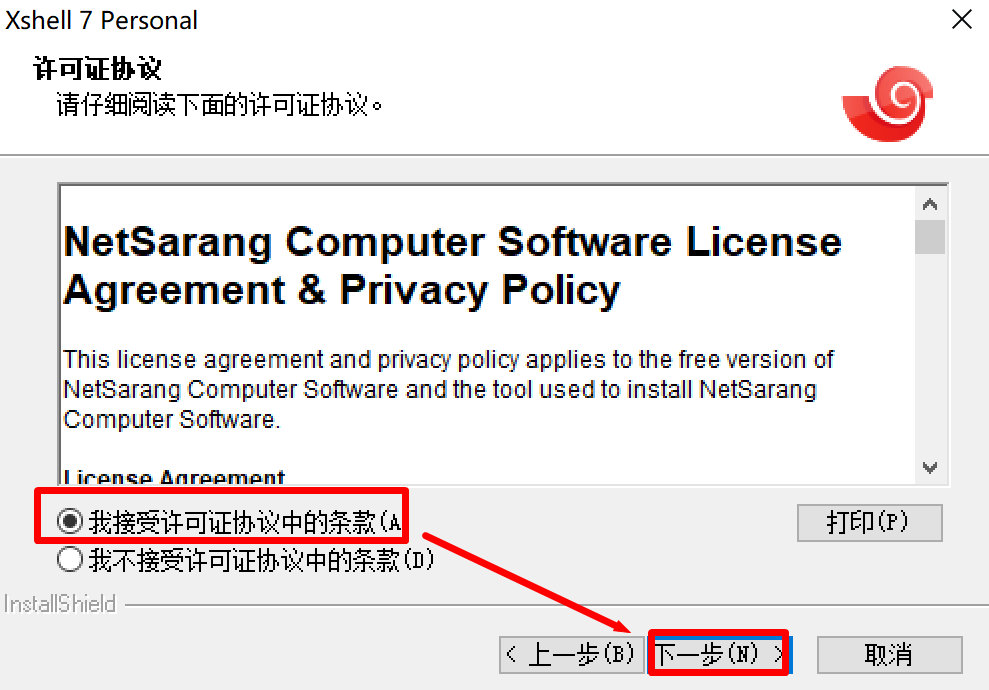 Xshell 7 Personal
许可证协议
请仔细阅读下面的许可证协议。
NetSarang Computer Software License
Agreement & Privacy Policy
This license agreement and privacy policy applies to the free version of
NetSarang Computer Software and the tool used to install NetSarang
Computer Software.
License Agreement
我接受许可证协议中的条款(A
打印(P)
我不接受许可证协议中的条款(D)
InstallShield
< 上一步(B)
下一步(N) >
取消